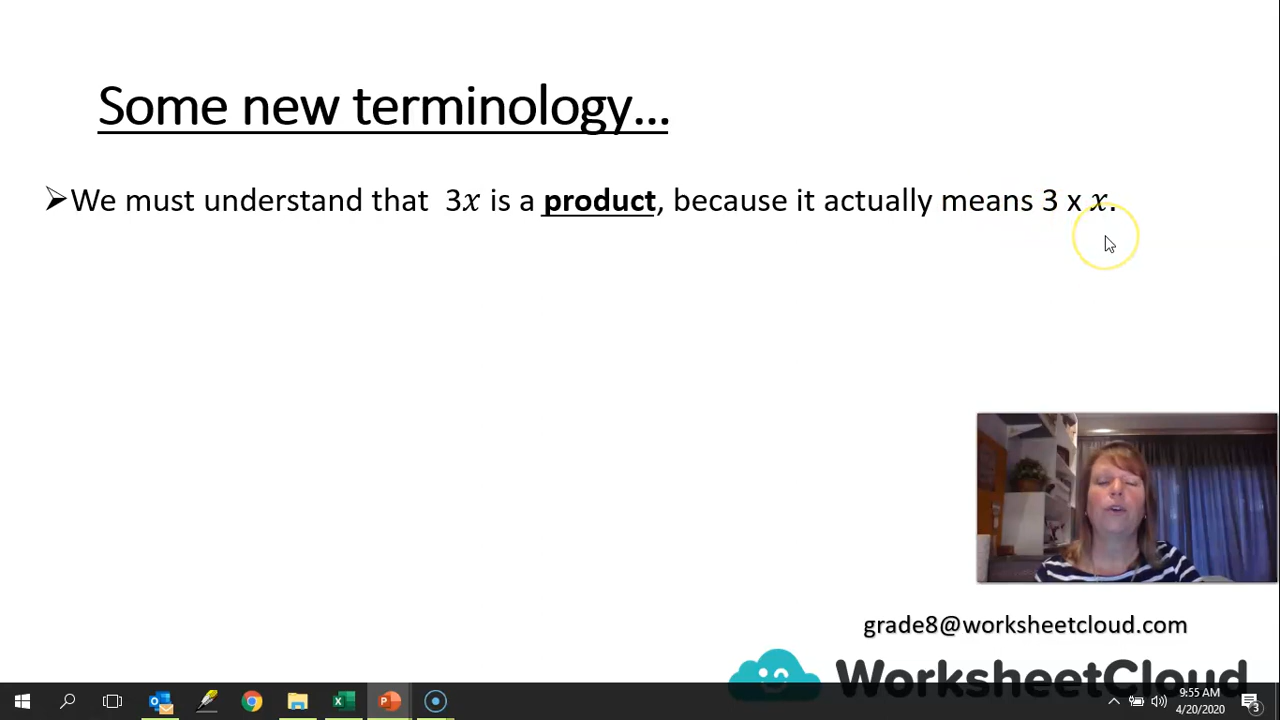 Some new terminology...
➢We must understand that 3𝑥 is a product, because it actually means 3 x 𝑥.
grade8@worksheetcloud.com
WorksheetCloud
9:55 AM
4/20/2020
3